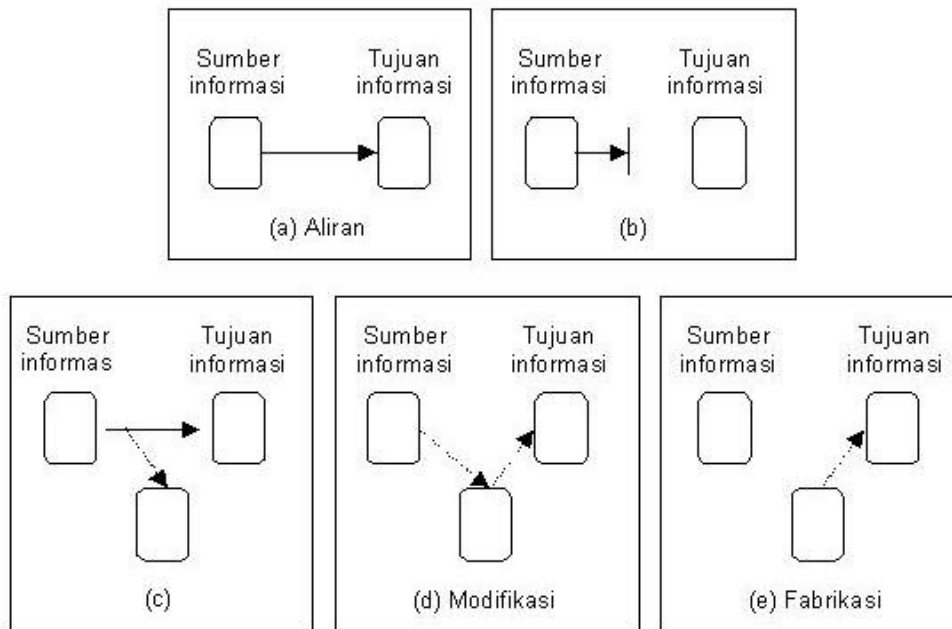 Sumber
informasi
Tujuan
informasi
(a) Aliran
Sumber
informasi
Tujuan
informasi
(b)
Sumber
informas
Tujuan
informasi
(c)
Sumber
informasi
Tujuan
informasi
(d) Modifikasi
Sumber
informasi
Tujuan
informasi
(e) Fabrikasi